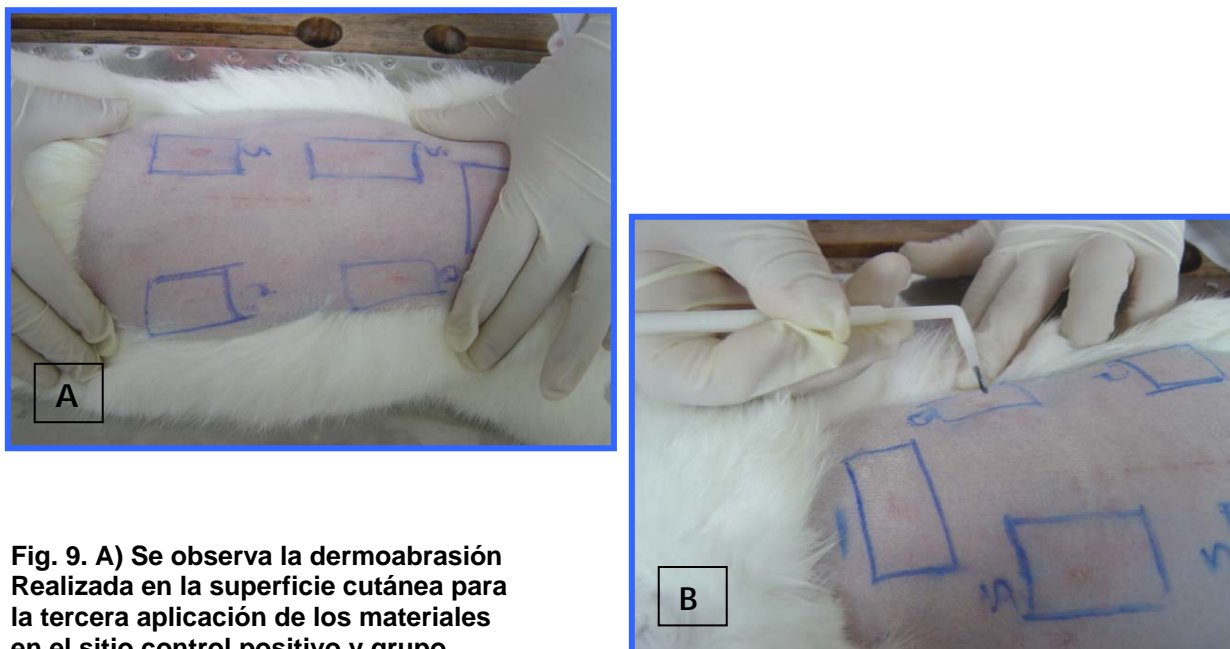 A
B
Fig. 9. A) Se observa la dermoabrasión
Realizada en la superficie cutánea para
la tercera aplicación de los materiales
en el sitio control positivo y grupo